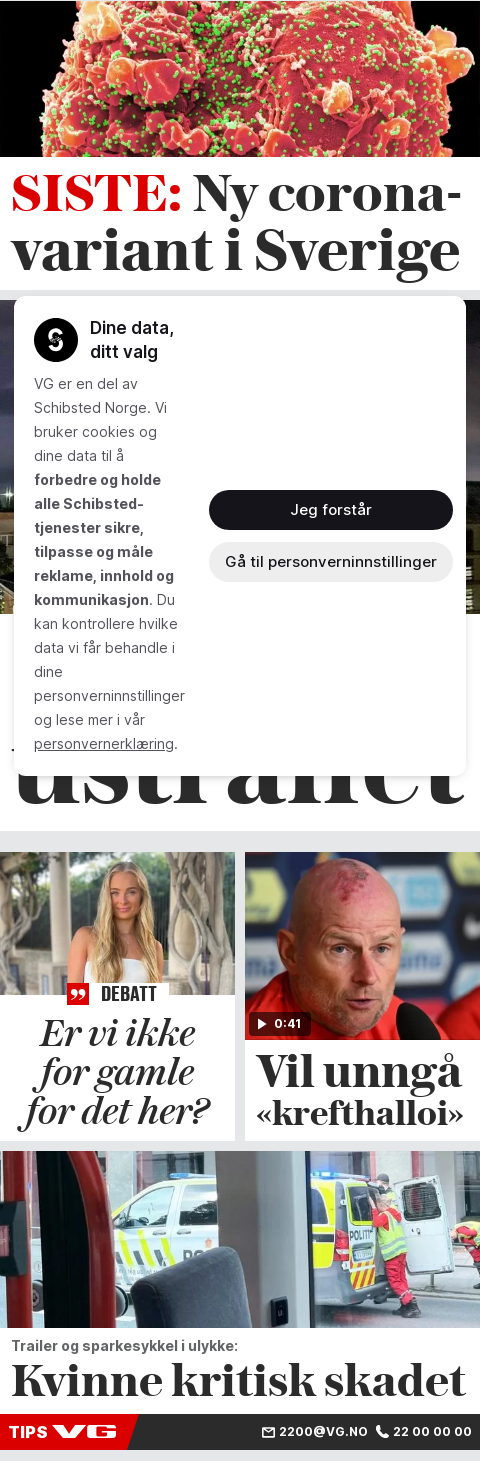 SISTE: Ny corona-
variant i Sverige
Dine data,
ditt valg
VG er en del av
Schibsted Norge. Vi
bruker cookies og
dine data til å
forbedre og holde
alle Schibsted-
tjenester sikre,
tilpasse og måle
reklame, innhold og
kommunikasjon. Du
kan kontrollere hvilke
data vi får behandle i
dine
personverninnstillinger
og lese mer i vår
personvernerklæring.
Jeg forstår
Gå til personverninnstillinger
DEBATT
Er vi ikke
for gamle
for det her?
0:41
Vil unngå
«krefthalloi»
Trailer og sparkesykkel i ulykke:
Kvinne kritisk skadet
TIPS VG
2200@VG.NO 22 00 00 00